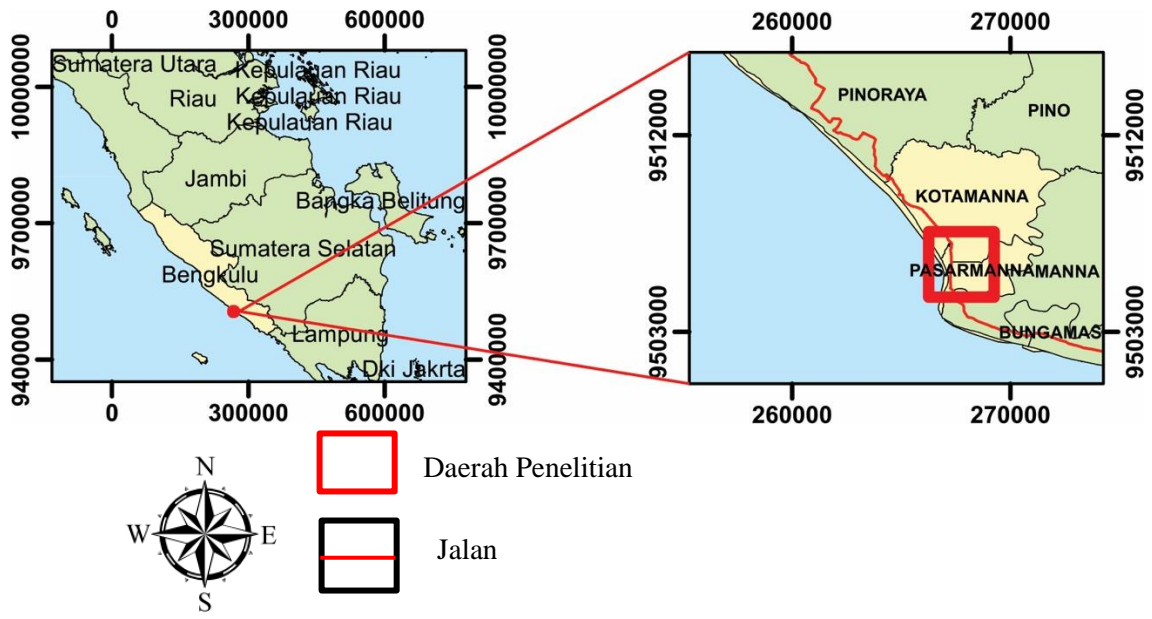 0 300000 600000
1000000
9700000
9400000
Sumatera Utara
Kepulauan Riau
Riau
Kepulauan Riau
Kepulauan Riau
Jambi
Bangka Belitung
Sumatera Selatan
Bengkulu
Lampung
Dki Jakrta
10000000
9700000
9400000
0 300000 600000
260000 270000
9512000
9503000
PINORAYA
PINO
KOTAMANNA
PASARMANNA
MANNA
BUNGAMAS
9512000
9503000
260000 270000
N
W E
S
Daerah Penelitian
Jalan